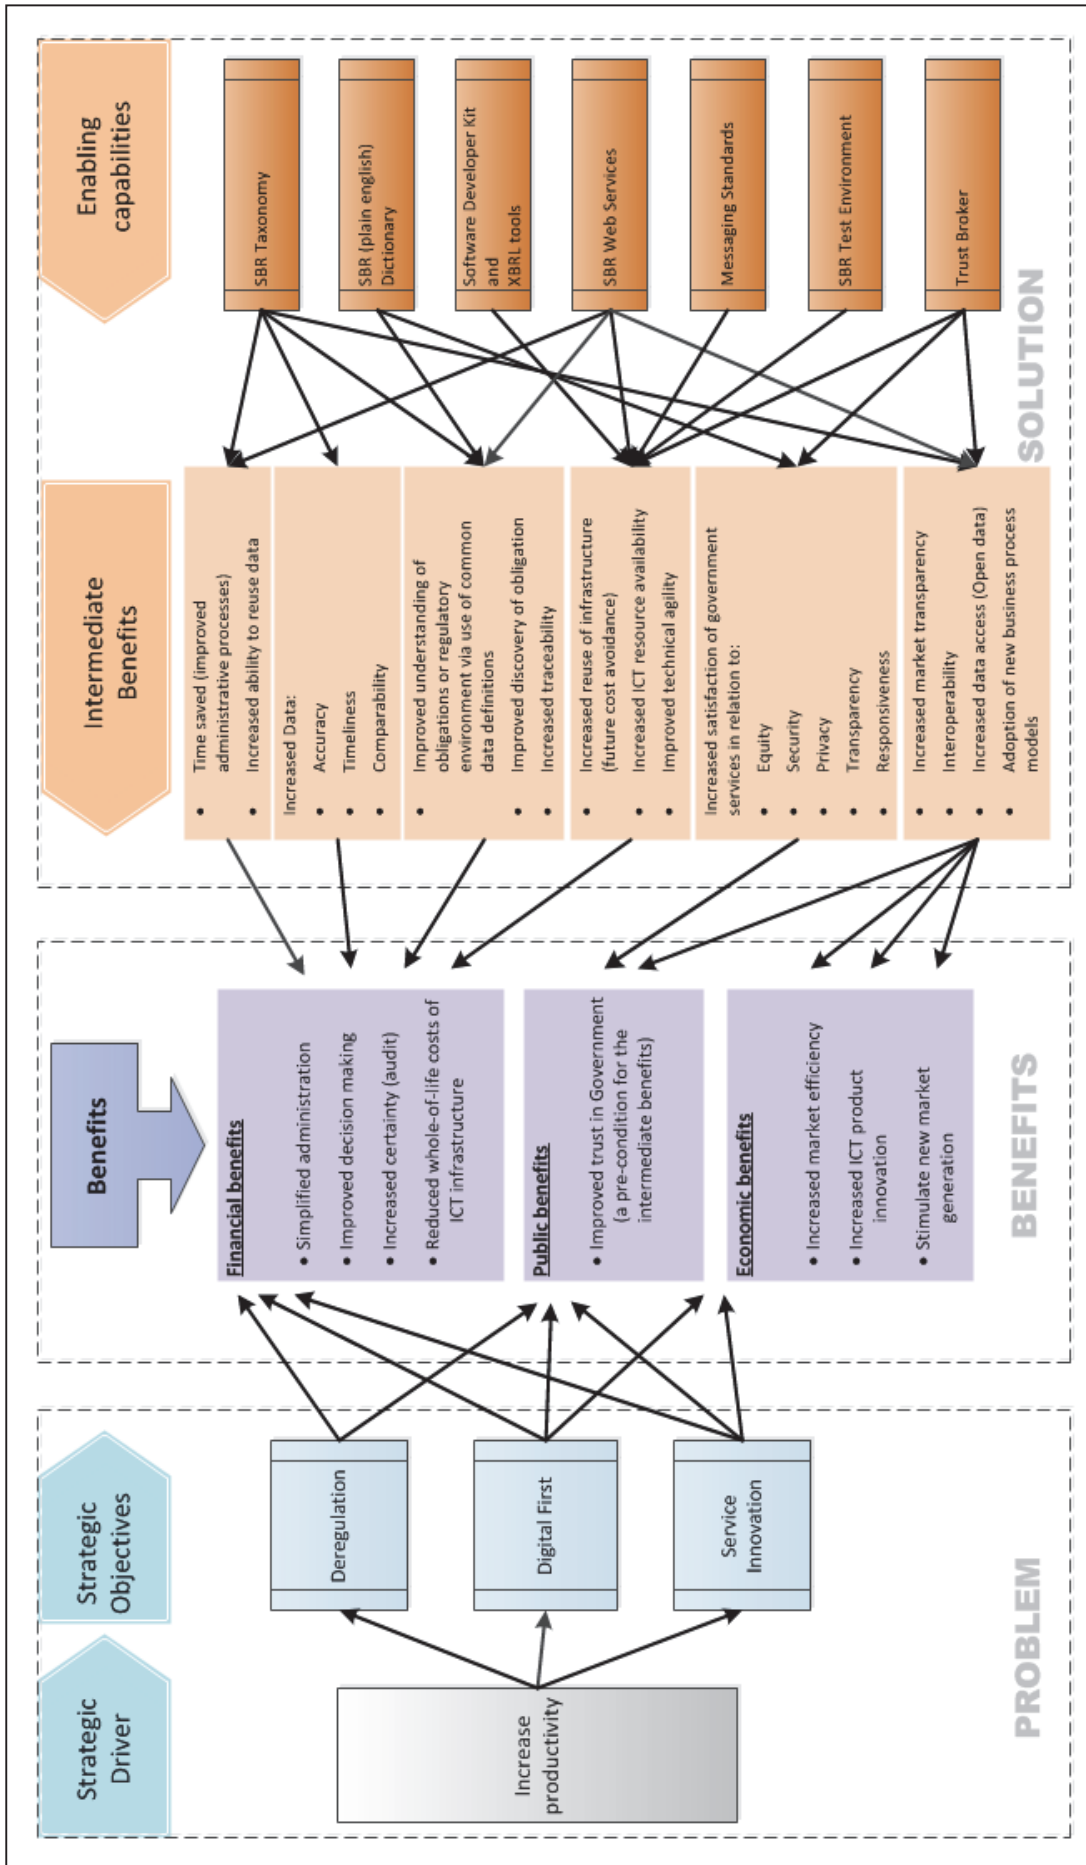 Strategic
Driver
Strategic
Objectives
Benefits
Intermediate
Benefits
Enabling
capabilities
Increase
productivity
Deregulation
Digital First
Service
Innovation
PROBLEM
Financial benefits
• Simplified administration
• Improved decision making
• Increased certainty (audit)
• Reduced whole-of-life costs of
ICT infrastructure
Public benefits
• Improved trust in Government
(a pre-condition for the
intermediate benefits)
Economic benefits
• Increased market efficiency
• Increased ICT product
innovation
• Stimulate new market
generation
BENEFITS
• Time saved (improved
administrative processes)
• Increased ability to reuse data
Increased Data:
• Accuracy
• Timeliness
• Comparability
• Improved understanding of
obligations or regulatory
environment via use of common
data definitions
• Improved discovery of obligation
• Increased traceability
• Increased reuse of infrastructure
(future cost avoidance)
• Increased ICT resource availability
• Improved technical agility
Increased satisfaction of government
services in relation to:
• Equity
• Security
• Privacy
• Transparency
• Responsiveness
• Increased market transparency
• Interoperability
• Increased data access (Open data)
• Adoption of new business process
models
SBR Taxonomy
SBR (plain english)
Dictionary
Software Developer Kit
and
XBRL tools
SBR Web Services
Messaging Standards
SBR Test Environment
Trust Broker
SOLUTION